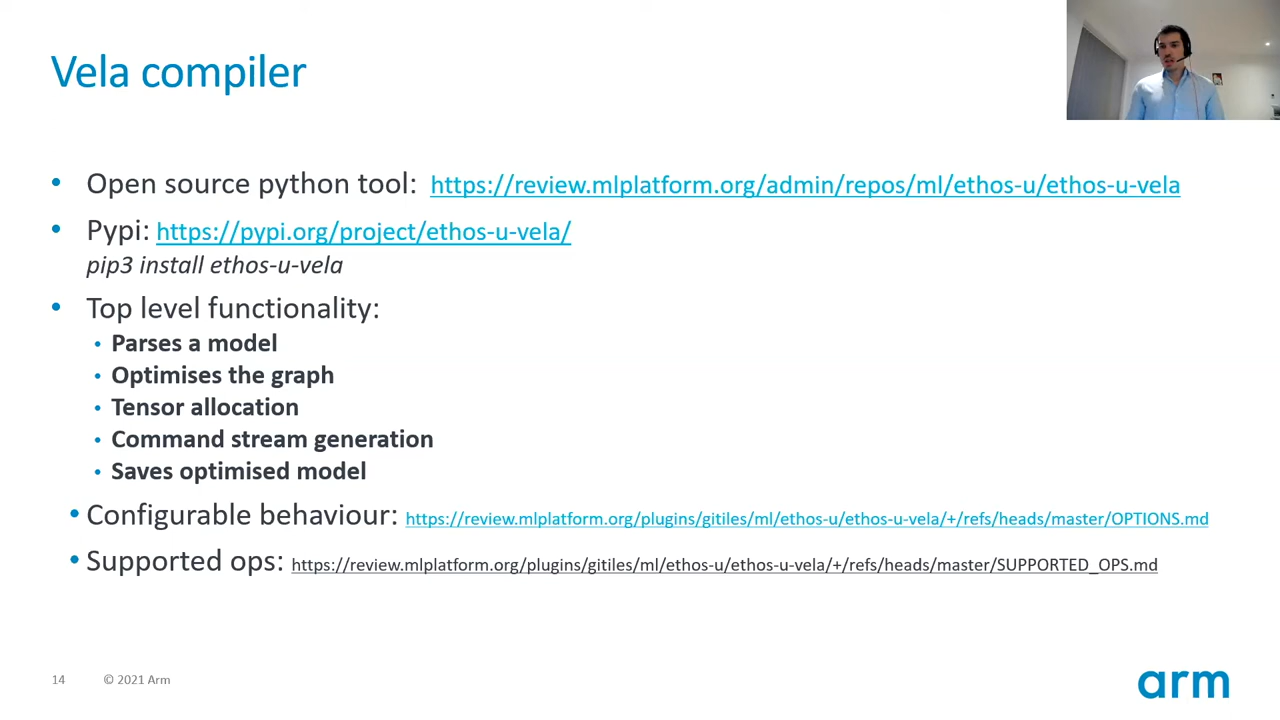 Vela compiler
• Open source python tool: https://review.mlplatform.org/admin/repos/ml/ethos-u/ethos-u-vela
• Pypi: https://pypi.org/project/ethos-u-vela/
pip3 install ethos-u-vela
• Top level functionality:
• Parses a model
• Optimises the graph
• Tensor allocation
• Command stream generation
• Saves optimised model
• Configurable behaviour: https://review.mlplatform.org/plugins/gitiles/ml/ethos-u/ethos-u-vela/+/refs/heads/master/OPTIONS.md
• Supported ops: https://review.mlplatform.org/plugins/gitiles/ml/ethos-u/ethos-u-vela/+/refs/heads/master/SUPPORTED_OPS.md
14 © 2021 Arm
arm